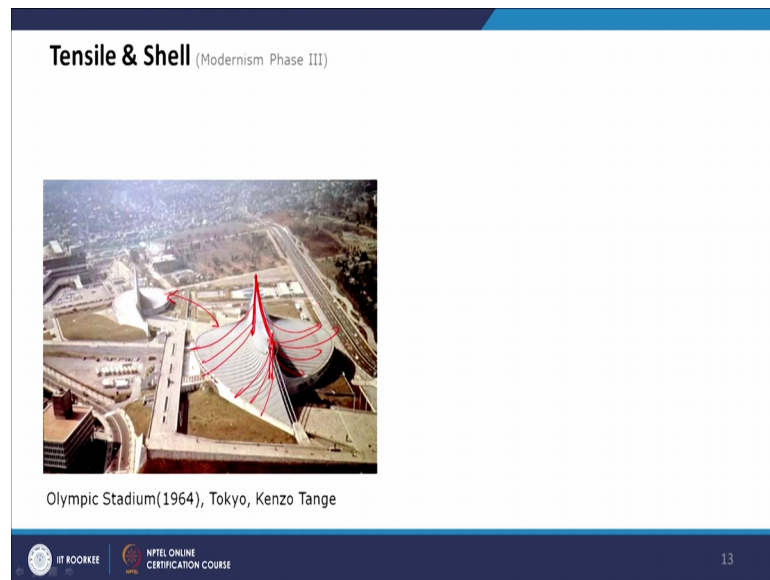 Tensile & Shell (Modernism Phase III)
Olympic Stadium(1964), Tokyo, Kenzo Tange
IIT ROORKEE
NPTEL ONLINE
CERTIFICATION COURSE
13